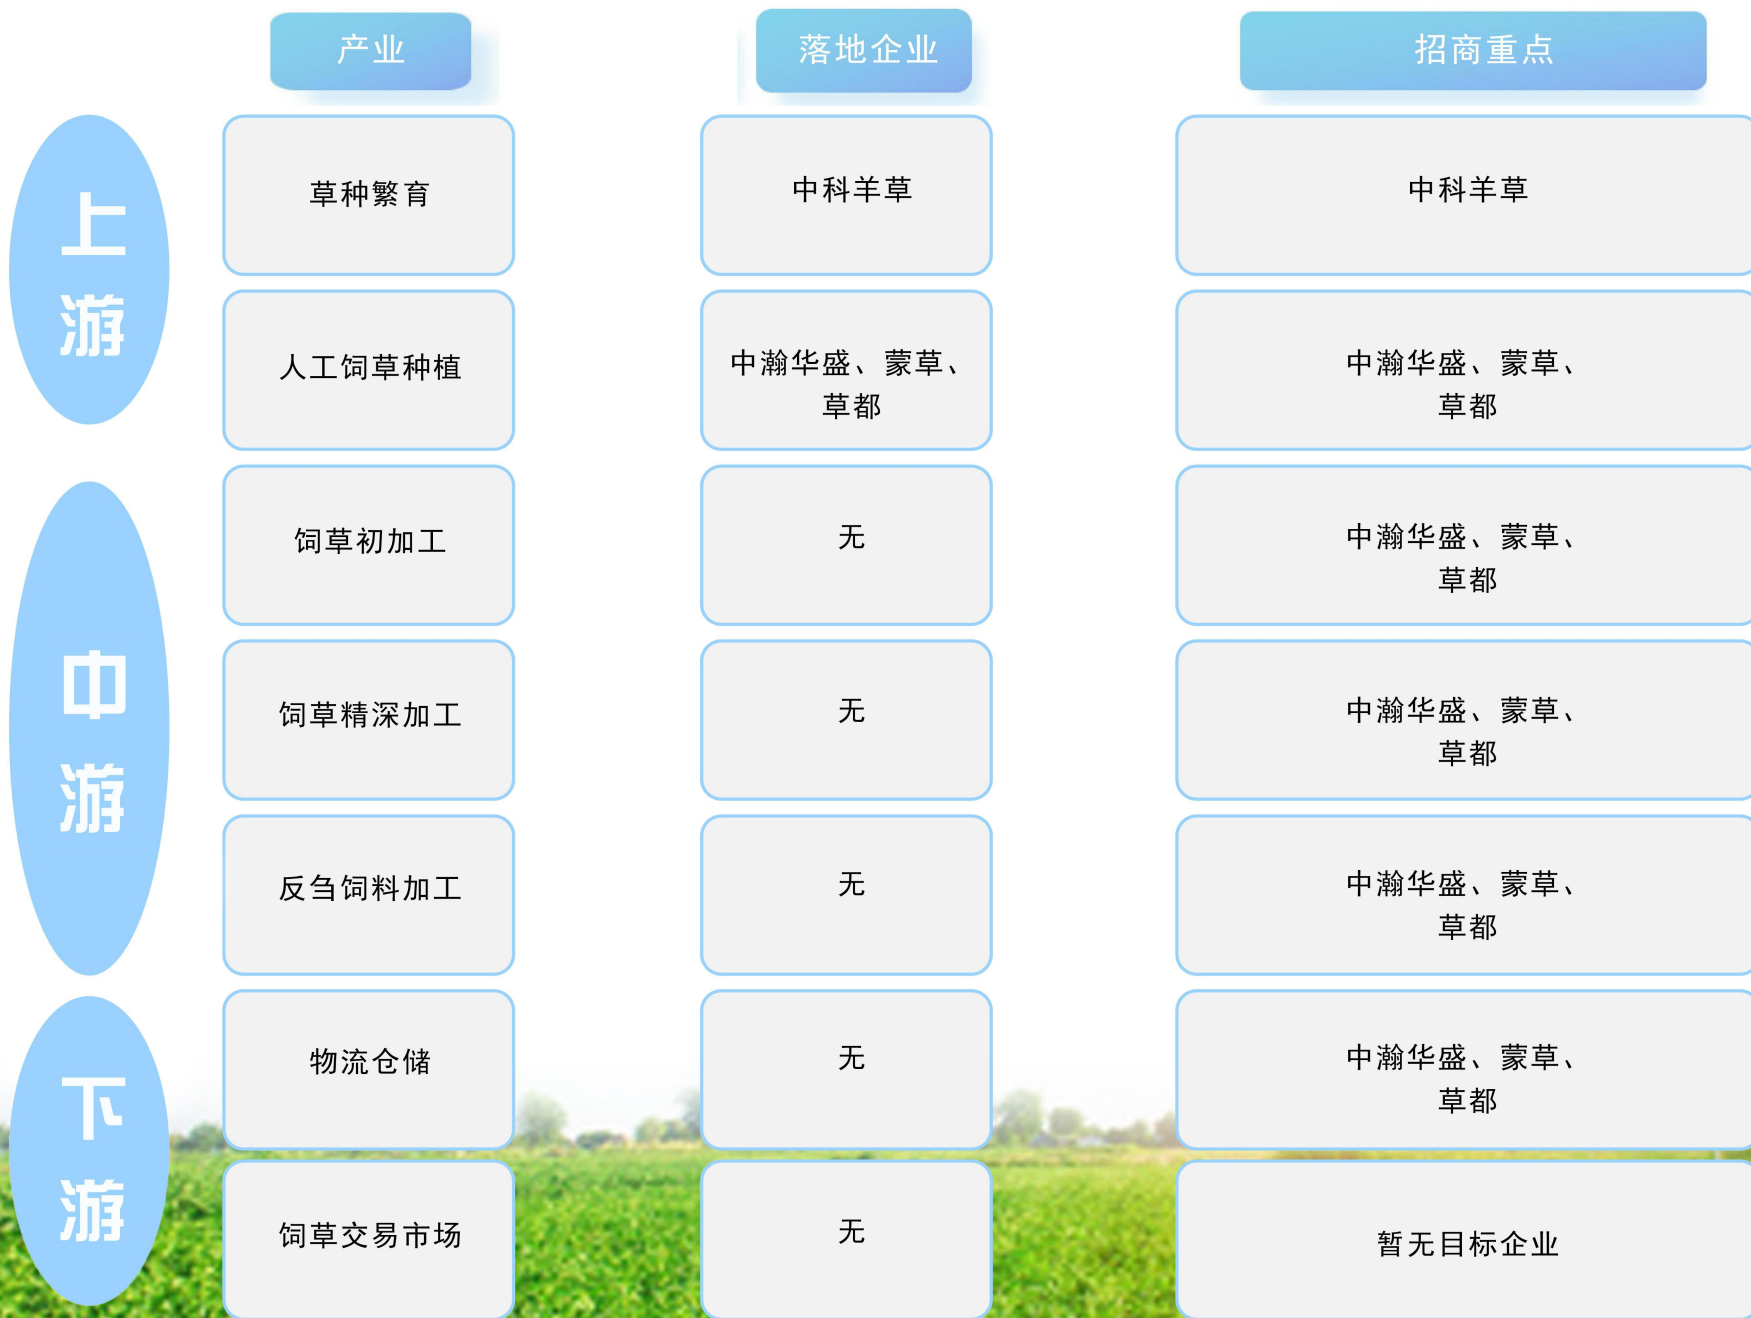 产业
落地企业
招商重点
上游
草种繁育
中科羊草
中科羊草
人工饲草种植
中瀚华盛、蒙草、
草都
中瀚华盛、蒙草、
草都
中游
饲草初加工
无
中瀚华盛、蒙草、
草都
饲草精深加工
无
中瀚华盛、蒙草、
草都
反刍饲料加工
无
中瀚华盛、蒙草、
草都
下游
物流仓储
无
中瀚华盛、蒙草、
草都
饲草交易市场
无
暂无目标企业